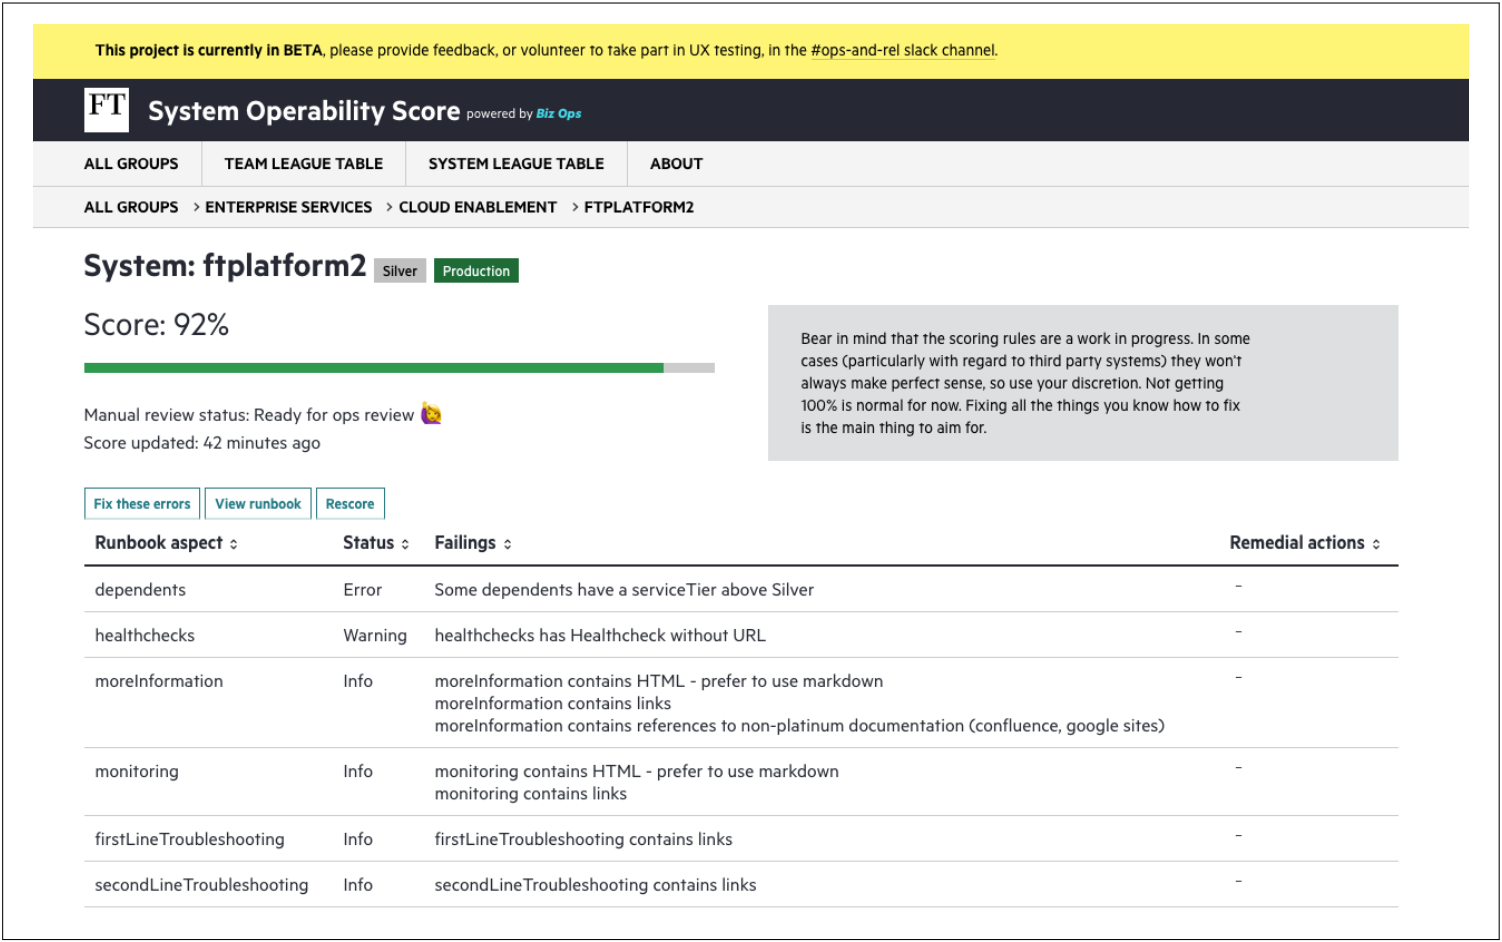 This project is currently in BETA, please provide feedback, or volunteer to take part in UX testing, in the #ops-and-rel slack channel.
FT System Operability Score powered by Biz Ops
ALL GROUPS TEAM LEAGUE TABLE SYSTEM LEAGUE TABLE ABOUT
ALL GROUPS > ENTERPRISE SERVICES > CLOUD ENABLEMENT > FTPLATFORM2
System: ftplatform2 Silver Production
Score: 92%
Manual review status: Ready for ops review 🙋‍♀️
Score updated: 42 minutes ago
Bear in mind that the scoring rules are a work in progress. In some
cases (particularly with regard to third party systems) they won't
always make perfect sense, so use your discretion. Not getting
100% is normal for now. Fixing all the things you know how to fix
is the main thing to aim for.
Fix these errors View runbook Rescore
Runbook aspect Status Failings Remedial actions
dependents Error Some dependents have a serviceTier above Silver –
healthchecks Warning healthchecks has Healthcheck without URL –
moreInformation Info moreInformation contains HTML - prefer to use markdown –
moreInformation contains links
moreInformation contains references to non-platinum documentation (confluence, google sites)
monitoring Info monitoring contains HTML - prefer to use markdown –
monitoring contains links
firstLineTroubleshooting Info firstLineTroubleshooting contains links –
secondLineTroubleshooting Info secondLineTroubleshooting contains links –